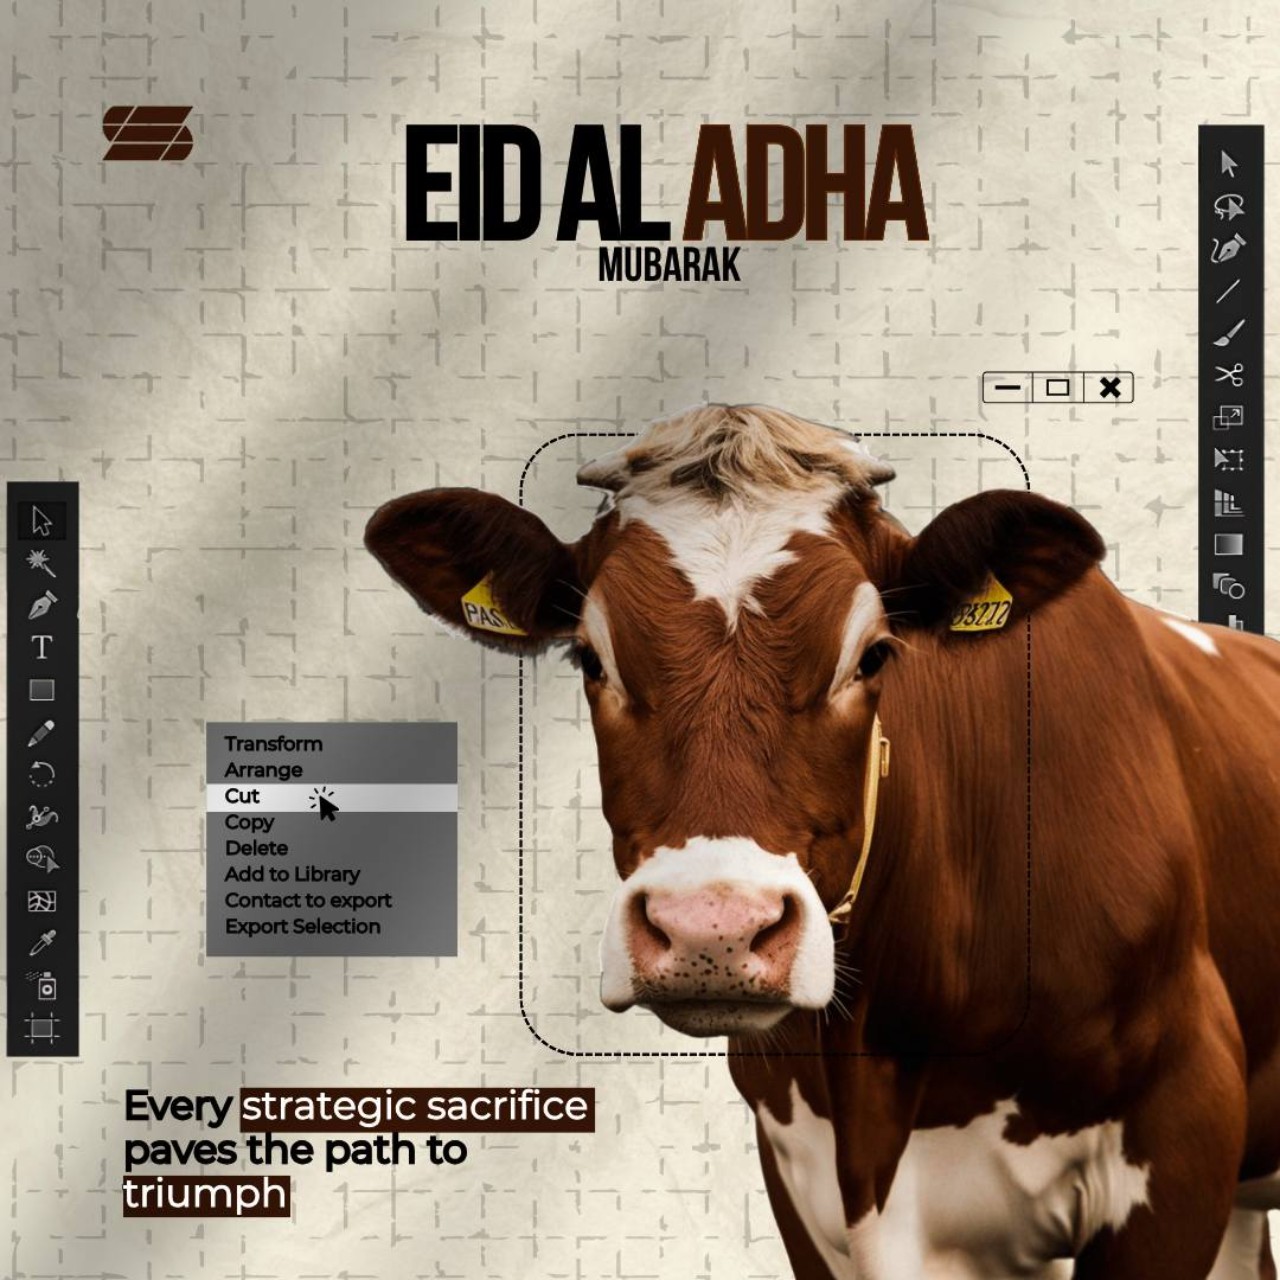 EID AL ADHA
MUBARAK
Transform
Arrange
Cut
Copy
Delete
Add to Library
Contact to export
Export Selection
Every strategic sacrifice
paves the path to
triumph